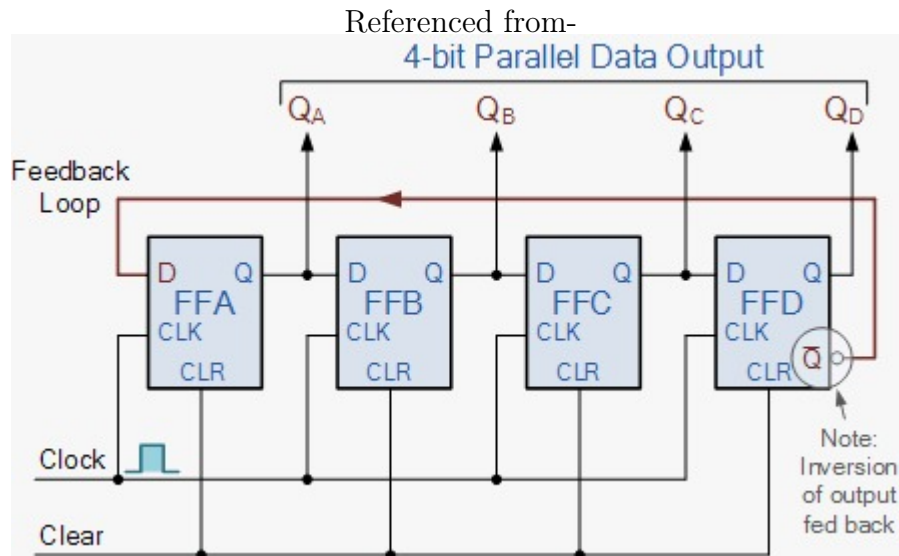 Referenced from-
4-bit Parallel Data Output
QA QB QC QD
Feedback
Loop
D Q D Q D Q D Q
FFA FFB FFC FFD
CLK CLK CLK CLK
CLR CLR CLR CLR Q̅
Clock
Note:
Inversion
of output
fed back
Clear